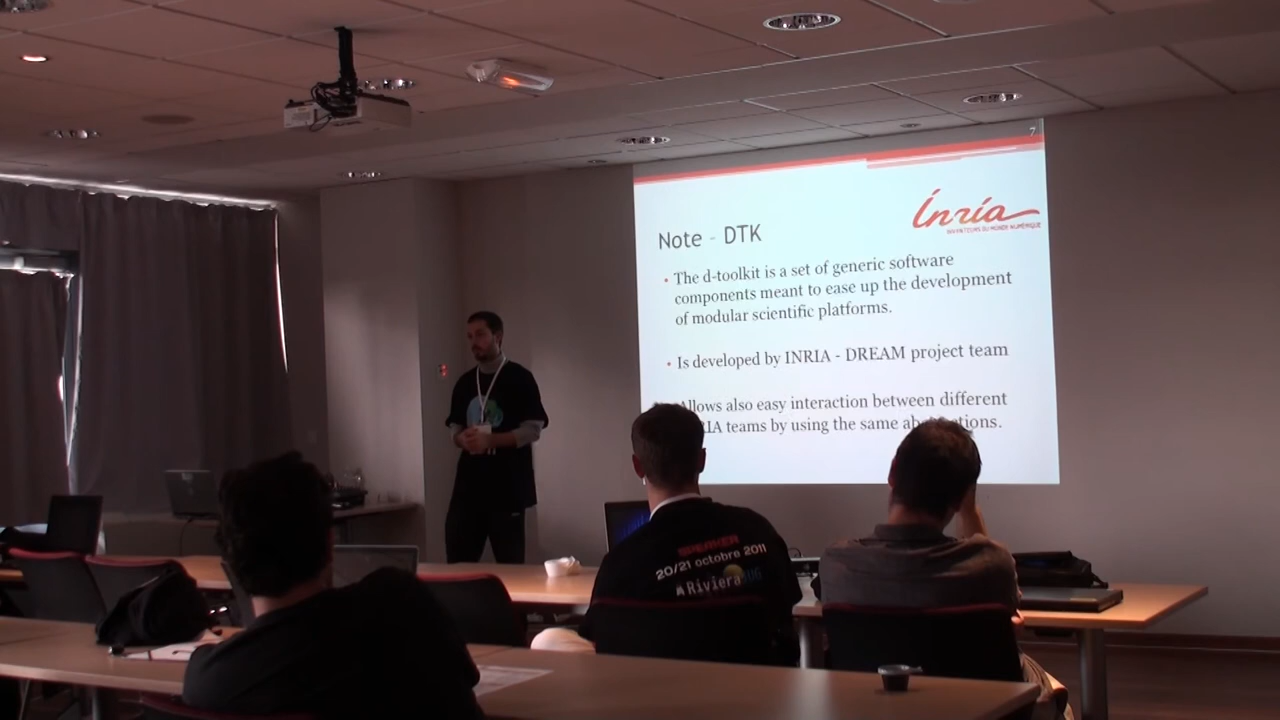 7
Inria
INVENTEURS DU MONDE NUMÉRIQUE
Note - DTK
• The d-toolkit is a set of generic software
components meant to ease up the development
of modular scientific platforms.
• Is developed by INRIA - DREAM project team
Allows also easy interaction between different
teams by using the same
SPEAKER
20/21 octobre 2011
RivieraJUG